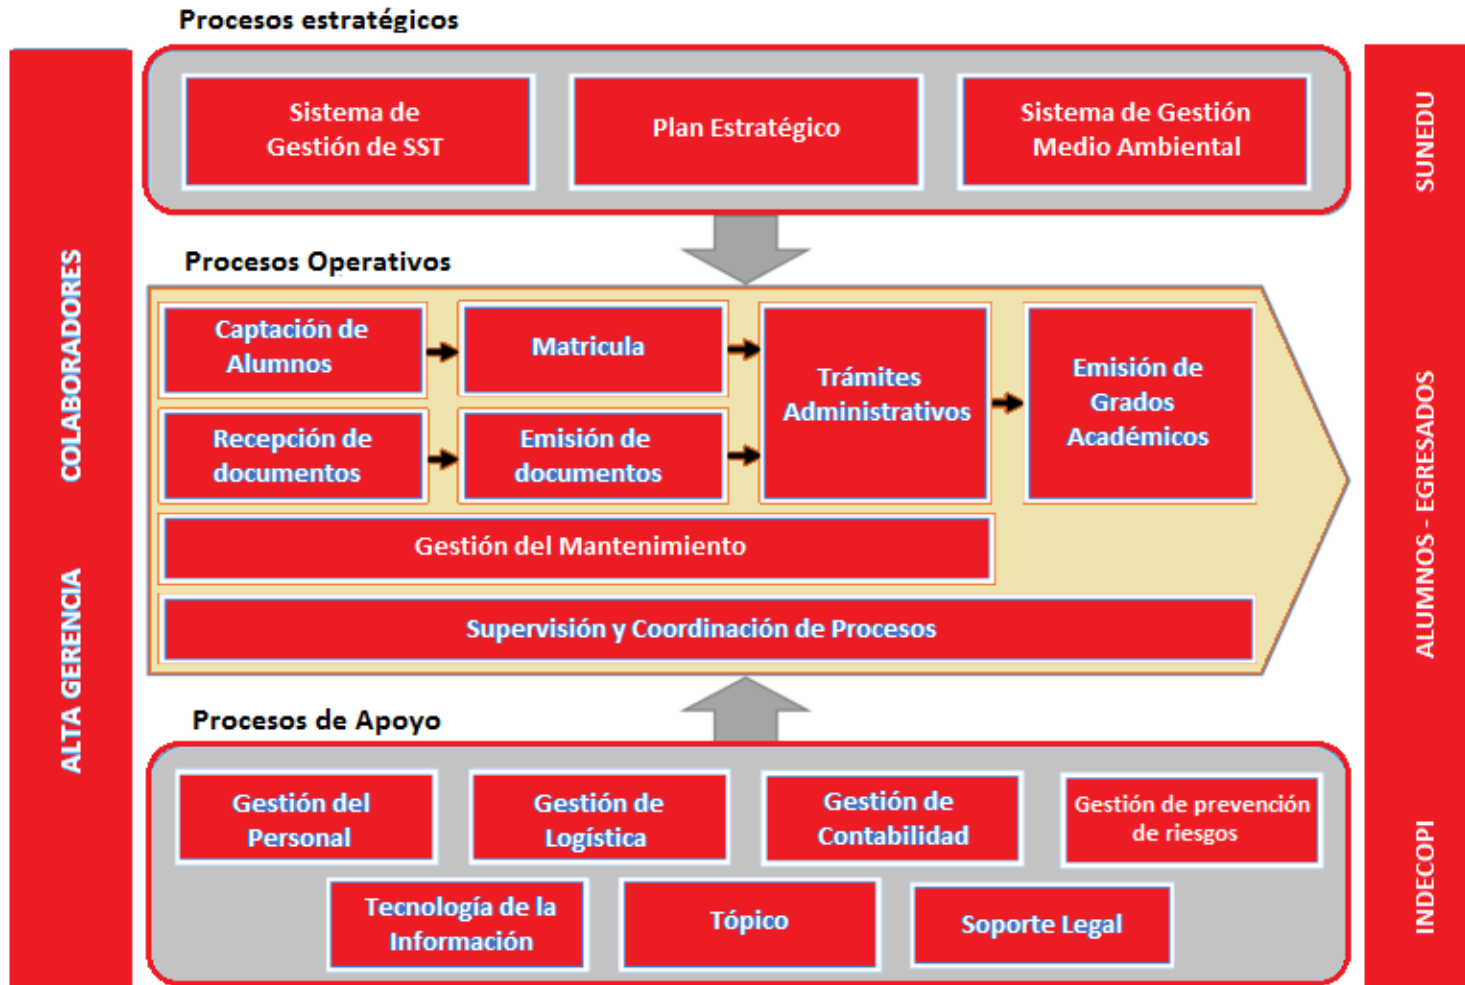 Procesos estratégicos
Sistema de
Gestión de SST
Plan Estratégico
Sistema de Gestión
Medio Ambiental
COLABORADORES
ALTA GERENCIA
SUNEDU
ALUMNOS - EGRESADOS
INDECOPI
Procesos Operativos
Captación de
Alumnos
Matricula
Trámites
Administrativos
Emisión de
Grados
Académicos
Recepción de
documentos
Emisión de
documentos
Gestión del Mantenimiento
Supervisión y Coordinación de Procesos
Procesos de Apoyo
Gestión del
Personal
Gestión de
Logística
Gestión de
Contabilidad
Gestión de prevención
de riesgos
Tecnología de la
Información
Tópico
Soporte Legal